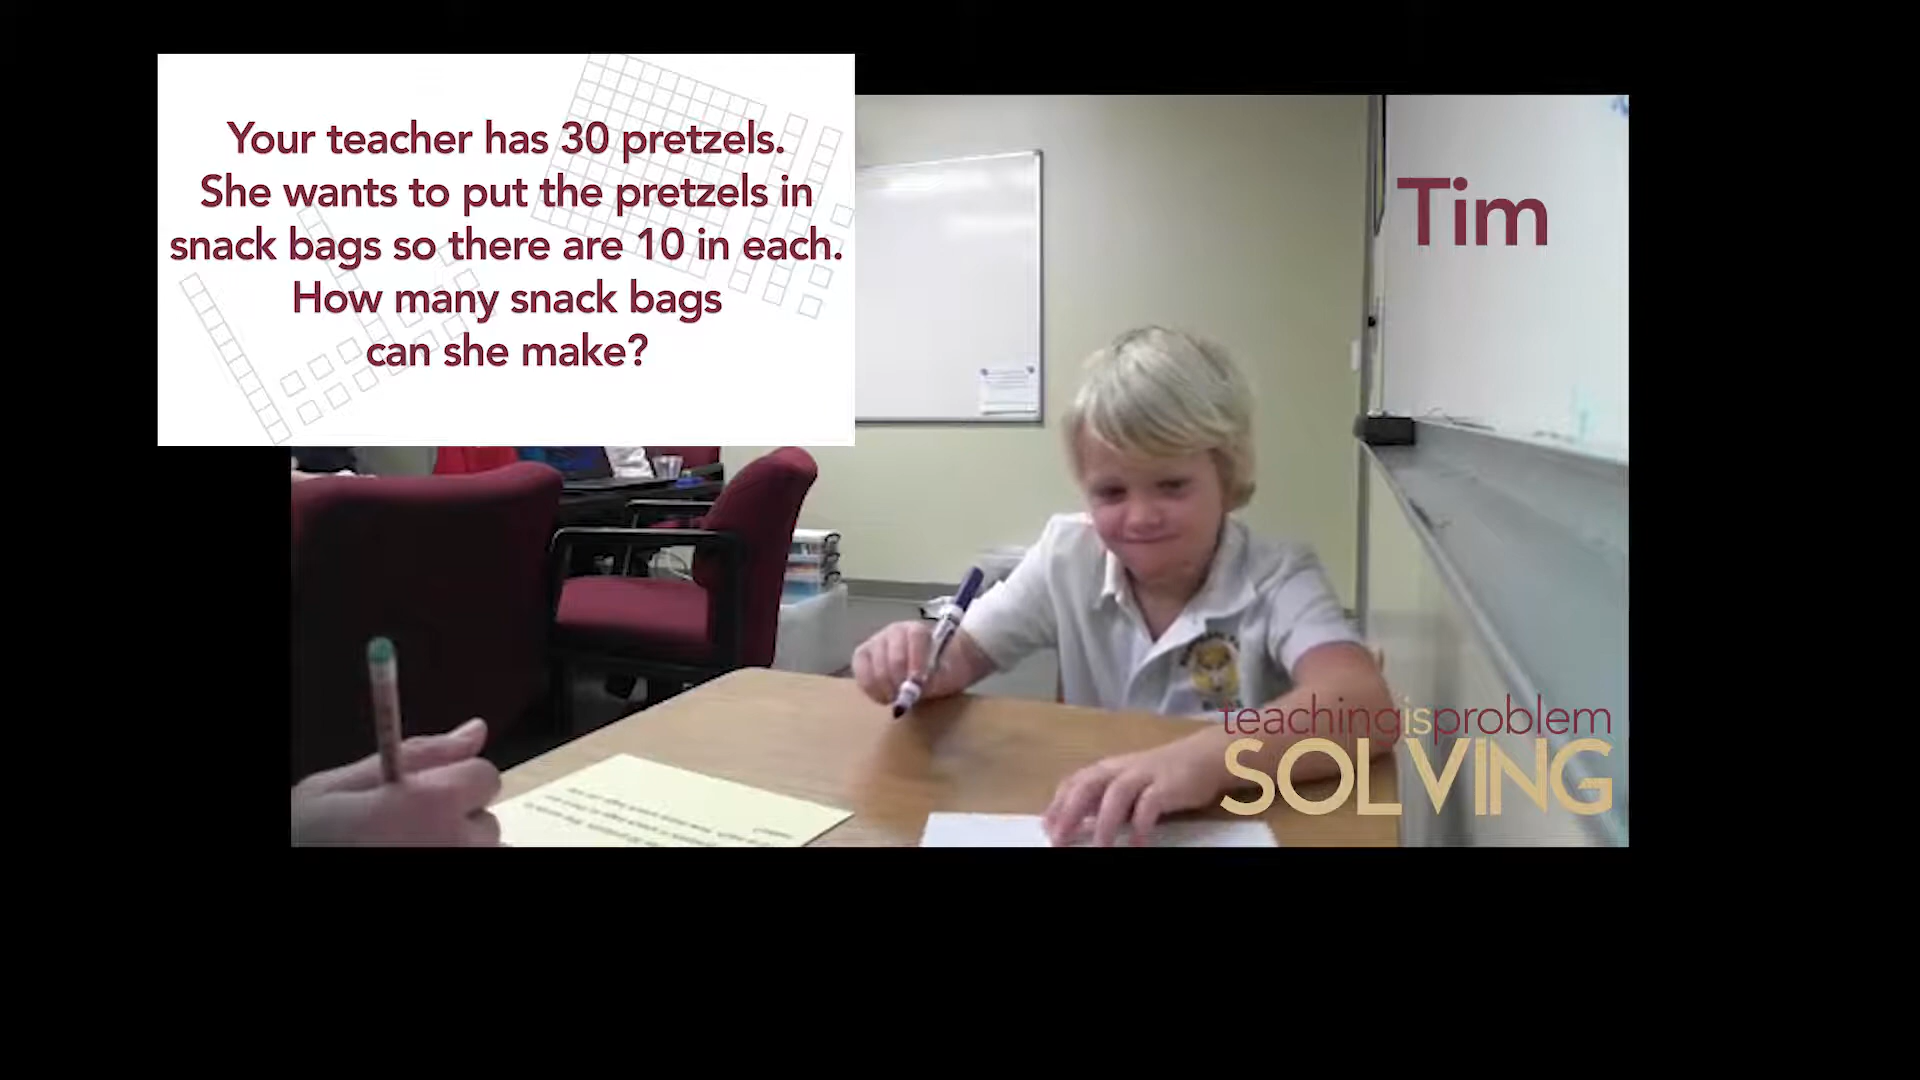 Your teacher has 30 pretzels.
She wants to put the pretzels in
snack bags so there are 10 in each.
How many snack bags
can she make?
Tim
teachingisproblem
SOLVING